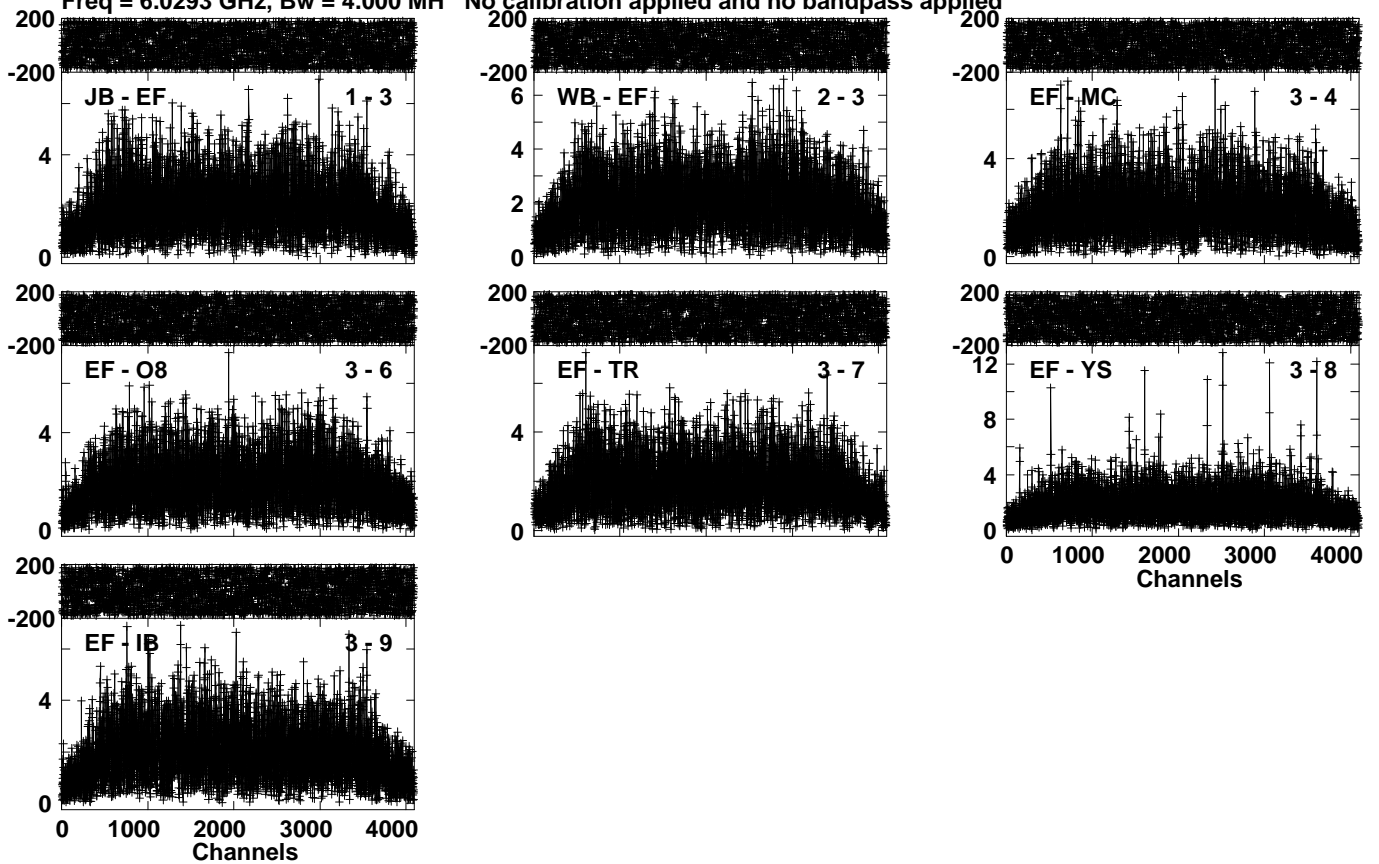 Freq = 6.0293 GHz, Bw = 4.000 MH No calibration applied and no bandpass applied
200 200 200
-200 -200 -200
JB - EF 1 - 3 WB - EF 2 - 3 EF - MC 3 - 4
6
4 4 4
2
0 0 0
200 200 200
-200 -200 -200
EF - O8 3 - 6 EF - TR 3 - 7 EF - YS 3 - 8
12
8
4 4 4
0 0 0
0 1000 2000 3000 4000
Channels
200
-200
EF - IB 3 - 9
4
0
0 1000 2000 3000 4000
Channels